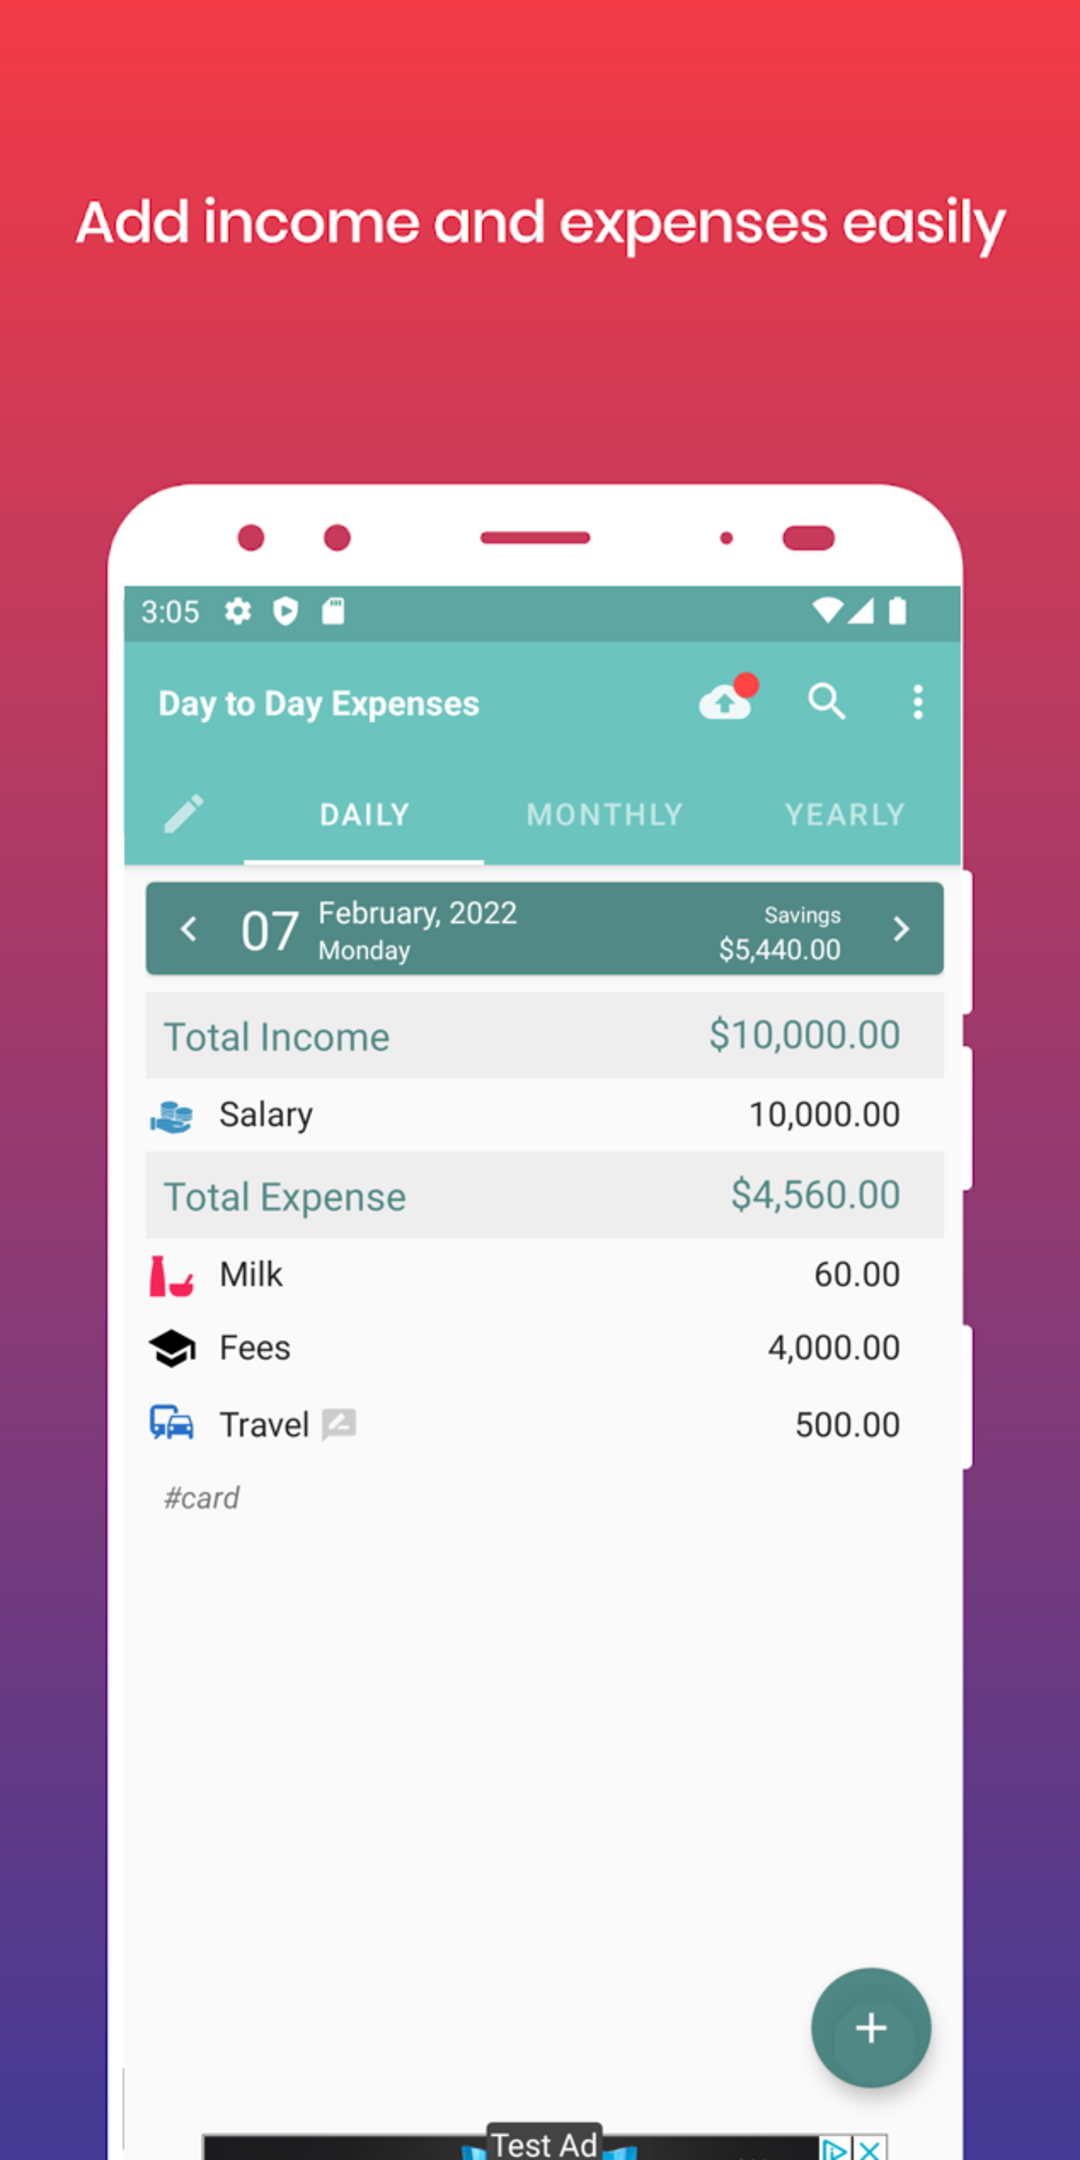 Add income and expenses easily
3:05
Day to Day Expenses
DAILY MONTHLY YEARLY
07 February, 2022 Savings
Monday $5,440.00
Total Income $10,000.00
Salary 10,000.00
Total Expense $4,560.00
Milk 60.00
Fees 4,000.00
Travel 500.00
#card
Test Ad